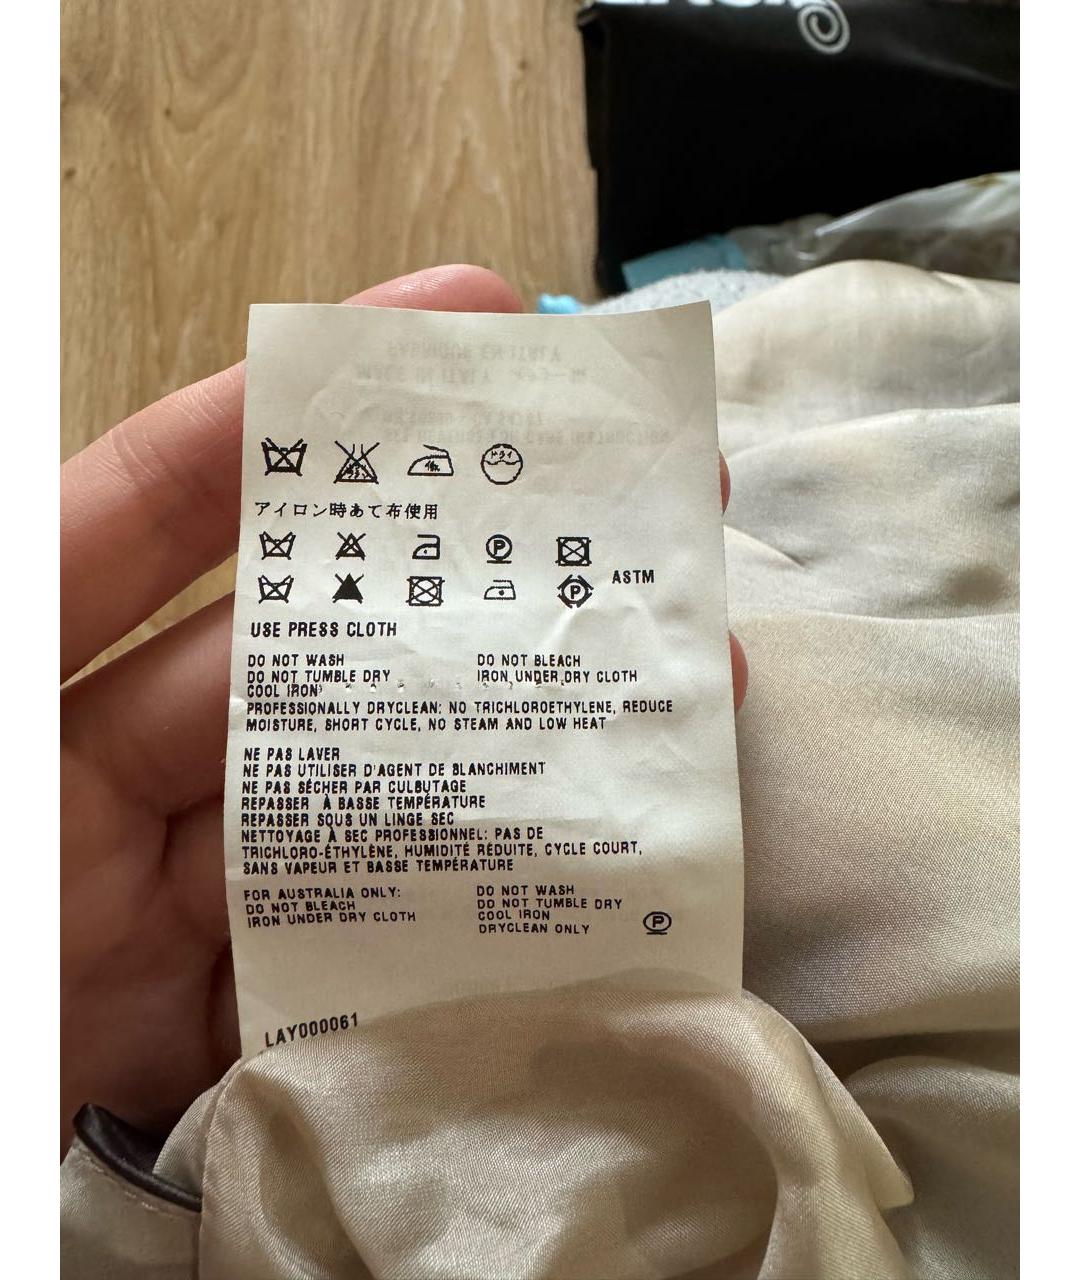 アイロン時あて布使用
ASTM
USE PRESS CLOTH
DO NOT WASH
DO NOT TUMBLE DRY
COOL IRON
DO NOT BLEACH
IRON UNDER DRY CLOTH
PROFESSIONALLY DRYCLEAN: NO TRICHLOROETHYLENE, REDUCE
MOISTURE, SHORT CYCLE, NO STEAM AND LOW HEAT
NE PAS LAVER
NE PAS UTILISER D'AGENT DE BLANCHIMENT
NE PAS SÉCHER PAR CULBUTAGE
REPASSER À BASSE TEMPÉRATURE
REPASSER SOUS UN LINGE SEC
NETTOYAGE À SEC PROFESSIONNEL: PAS DE
TRICHLORO-ÉTHYLÈNE, HUMIDITÉ RÉDUITE, CYCLE COURT,
SANS VAPEUR ET BASSE TEMPÉRATURE
FOR AUSTRALIA ONLY:
DO NOT BLEACH
IRON UNDER DRY CLOTH
DO NOT WASH
DO NOT TUMBLE DRY
COOL IRON
DRYCLEAN ONLY
P
LAY000061